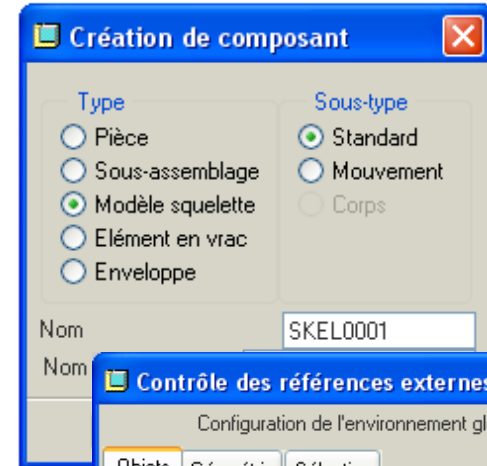 Création de composant
Type
Sous-type
Pièce
Standard
Sous-assemblage
Mouvement
Modèle squelette
Corps
Elément en vrac
Enveloppe
Nom
SKEL0001
Nom
Contrôle des références externes
Configuration de l'environnement gl
Objets